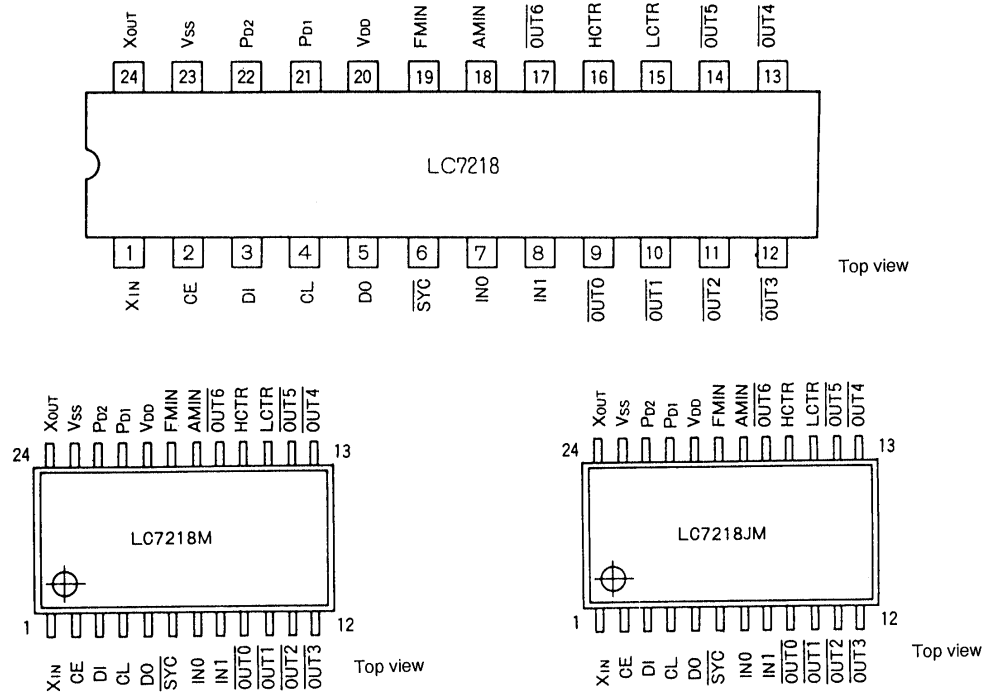 XOUT VSS PD2 PD1 VDD FMIN AMIN OUT6 HCTR LCTR OUT5 OUT4
24 23 22 21 20 19 18 17 16 15 14 13
LC7218
1 2 3 4 5 6 7 8 9 10 11 12
Top view
XIN CE DI CL DO SYC IN0 IN1 OUT0 OUT1 OUT2 OUT3
XOUT VSS PD2 PD1 VDD FMIN AMIN OUT6 HCTR LCTR OUT5 OUT4
24 13
LC7218M
1 12
XIN CE DI CL DO SYC IN0 IN1 OUT0 OUT1 OUT2 OUT3
Top view
XOUT VSS PD2 PD1 VDD FMIN AMIN OUT6 HCTR LCTR OUT5 OUT4
24 13
LC7218JM
1 12
XIN CE DI CL DO SYC IN0 IN1 OUT0 OUT1 OUT2 OUT3
Top view